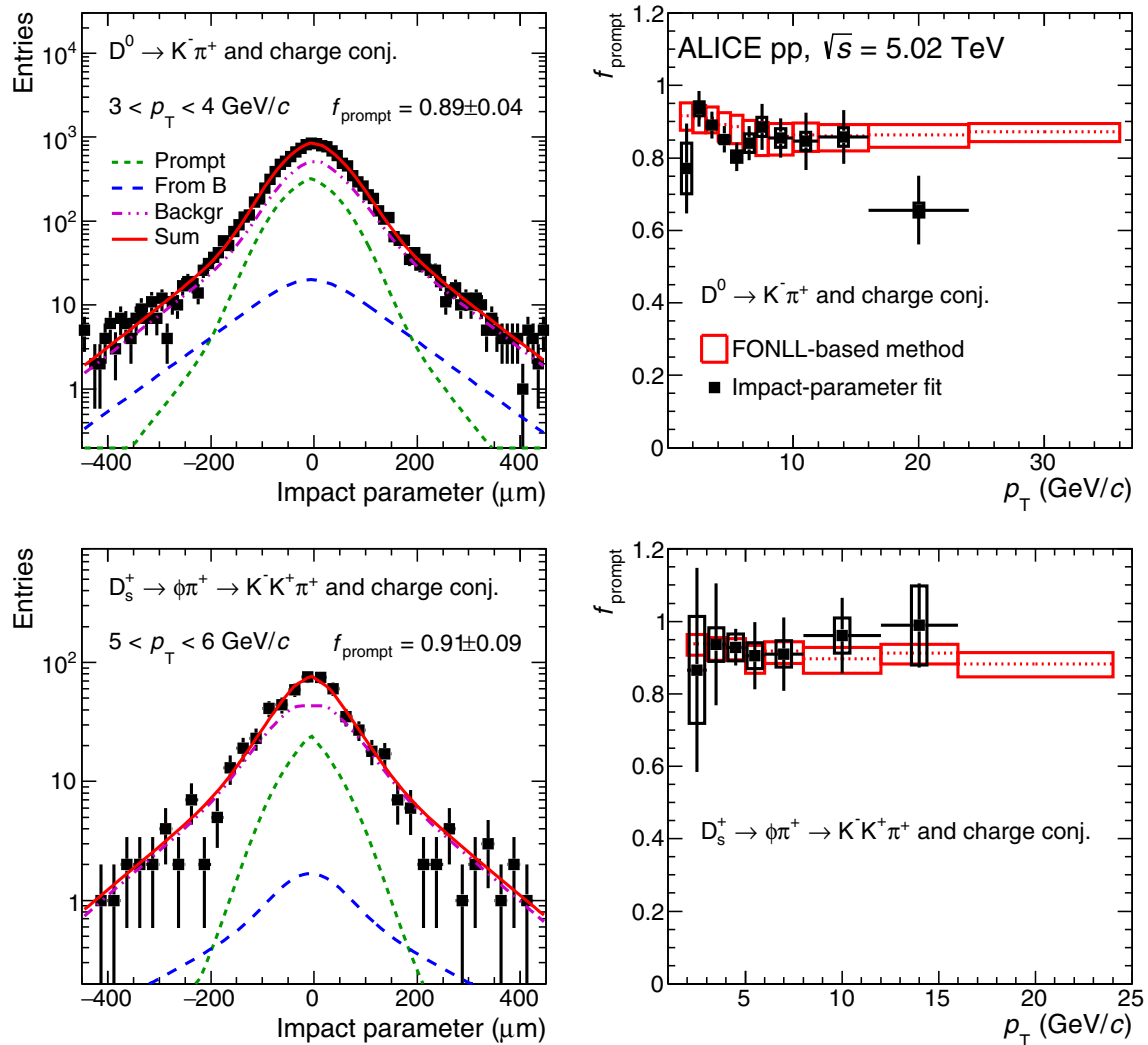 Entries
D⁰ → K⁻π⁺ and charge conj.
3 < p_T < 4 GeV/c f_prompt = 0.89±0.04
Prompt
From B
Backgr
Sum
10⁴
10³
10²
10
1
−400 −200 0 200 400
Impact parameter (μm)
f_prompt
ALICE pp, √s = 5.02 TeV
D⁰ → K⁻π⁺ and charge conj.
FONLL-based method
Impact-parameter fit
1.2
1
0.8
0.6
0.4
0.2
0
10 20 30
p_T (GeV/c)
Entries
D_s⁺ → φπ⁺ → K⁻K⁺π⁺ and charge conj.
5 < p_T < 6 GeV/c f_prompt = 0.91±0.09
10²
10
1
−400 −200 0 200 400
Impact parameter (μm)
f_prompt
D_s⁺ → φπ⁺ → K⁻K⁺π⁺ and charge conj.
1.2
1
0.8
0.6
0.4
0.2
0
5 10 15 20 25
p_T (GeV/c)